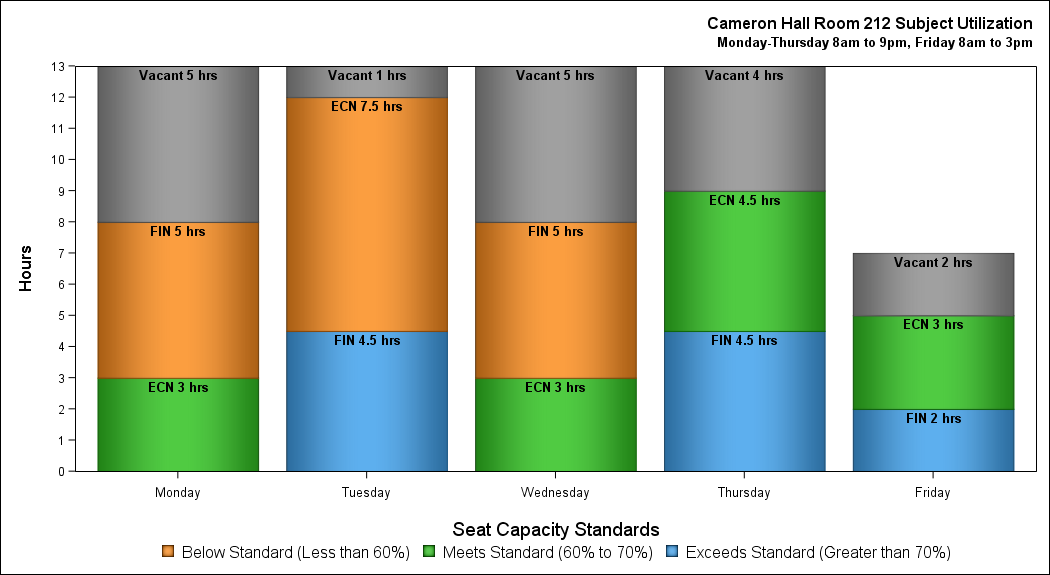 Cameron Hall Room 212 Subject Utilization
Monday-Thursday 8am to 9pm, Friday 8am to 3pm
Hours
13
12
11
10
9
8
7
6
5
4
3
2
1
0
Vacant 5 hrs
FIN 5 hrs
ECN 3 hrs
Vacant 1 hrs
ECN 7.5 hrs
FIN 4.5 hrs
Vacant 5 hrs
FIN 5 hrs
ECN 3 hrs
Vacant 4 hrs
ECN 4.5 hrs
FIN 4.5 hrs
Vacant 2 hrs
ECN 3 hrs
FIN 2 hrs
Monday Tuesday Wednesday Thursday Friday
Seat Capacity Standards
Below Standard (Less than 60%) Meets Standard (60% to 70%) Exceeds Standard (Greater than 70%)